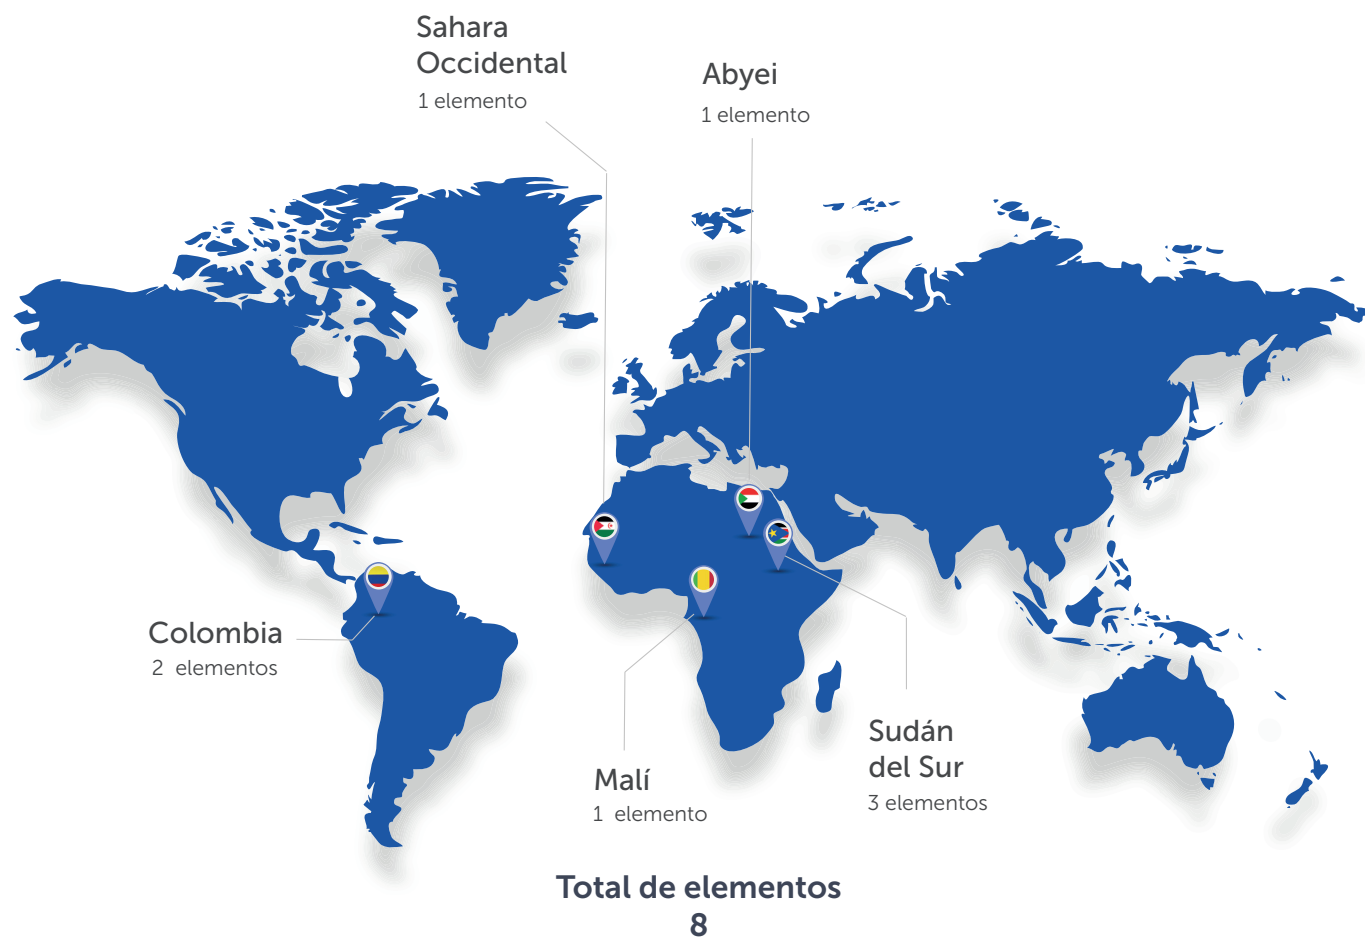 Sahara
Occidental
1 elemento
Abyei
1 elemento
Colombia
2 elementos
Malí
1 elemento
Sudán
del Sur
3 elementos
Total de elementos
8